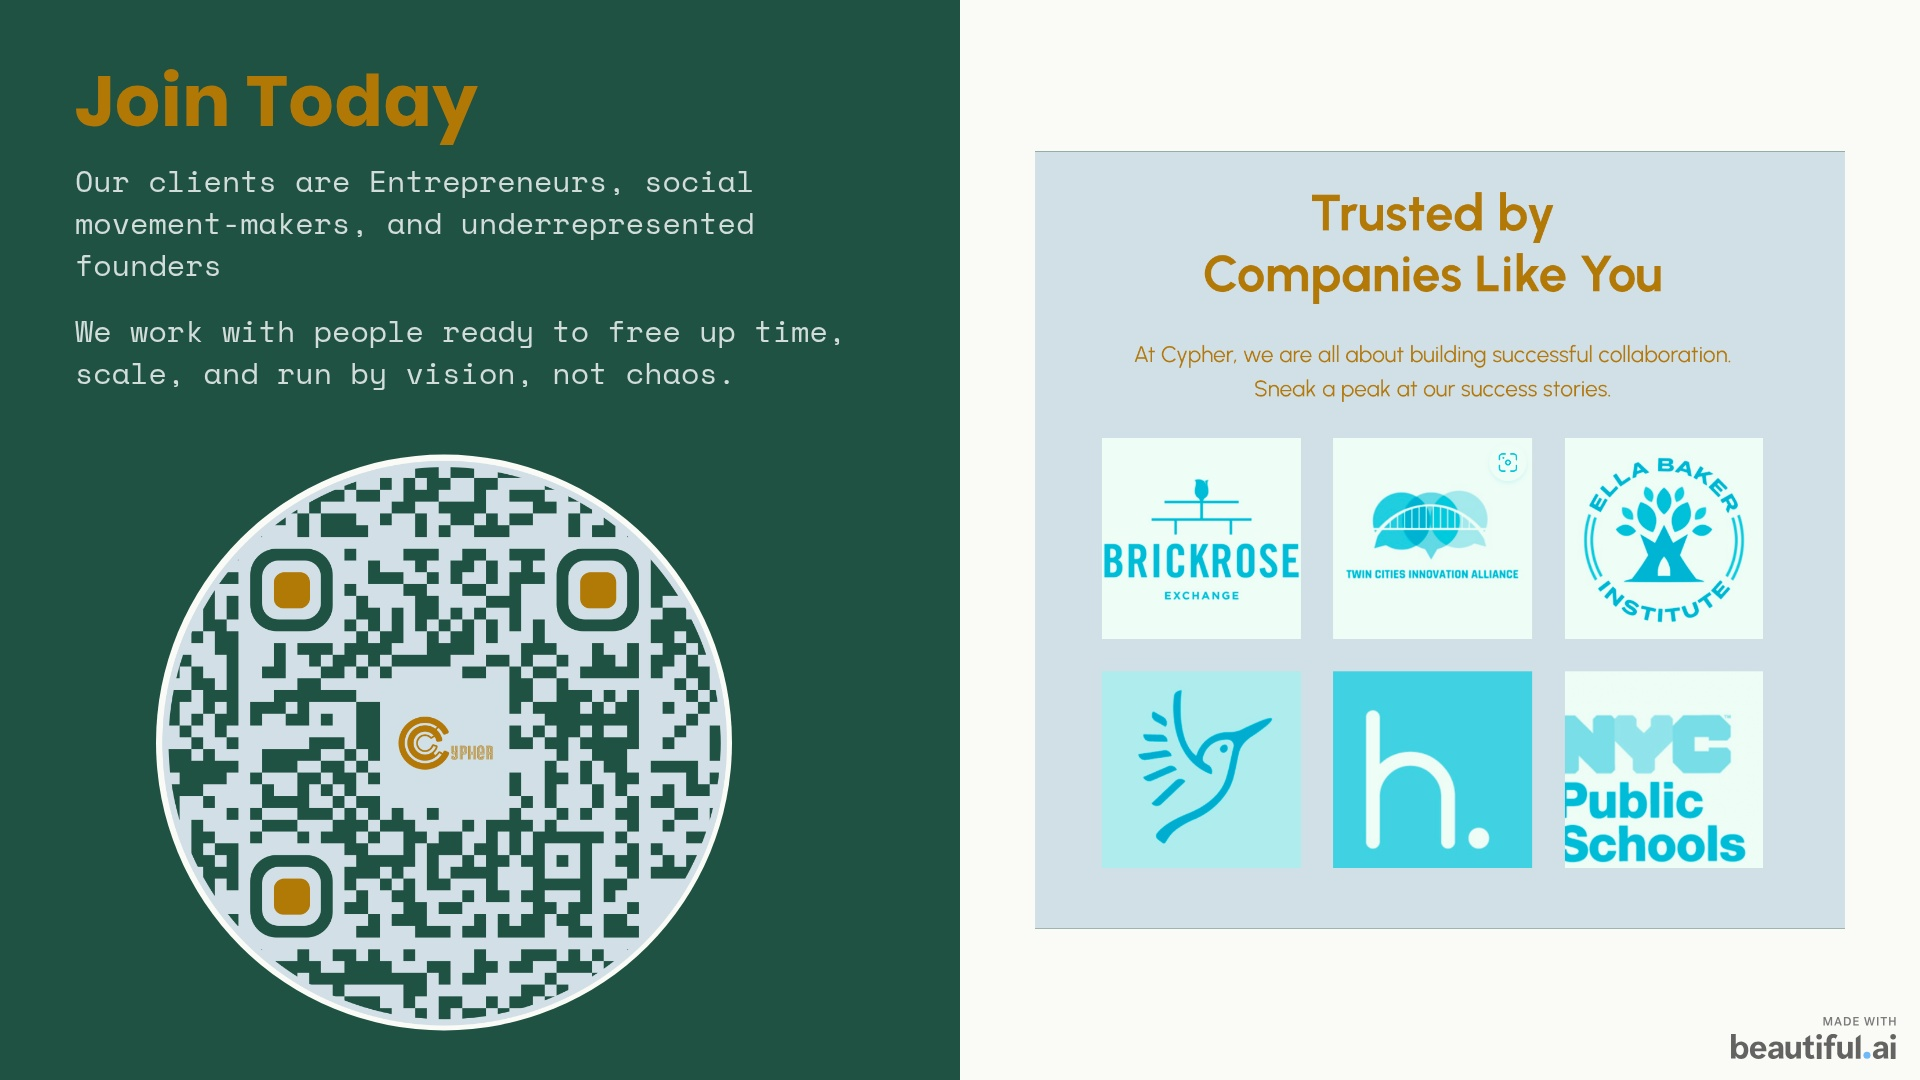 Join Today
Our clients are Entrepreneurs, social
movement-makers, and underrepresented
founders
We work with people ready to free up time,
scale, and run by vision, not chaos.
CYPHER
Trusted by
Companies Like You
At Cypher, we are all about building successful collaboration.
Sneak a peak at our success stories.
BRICKROSE
EXCHANGE
TWIN CITIES INNOVATION ALLIANCE
ELLA BAKER
INSTITUTE
h.
NYC
Public
Schools
MADE WITH
beautiful.ai